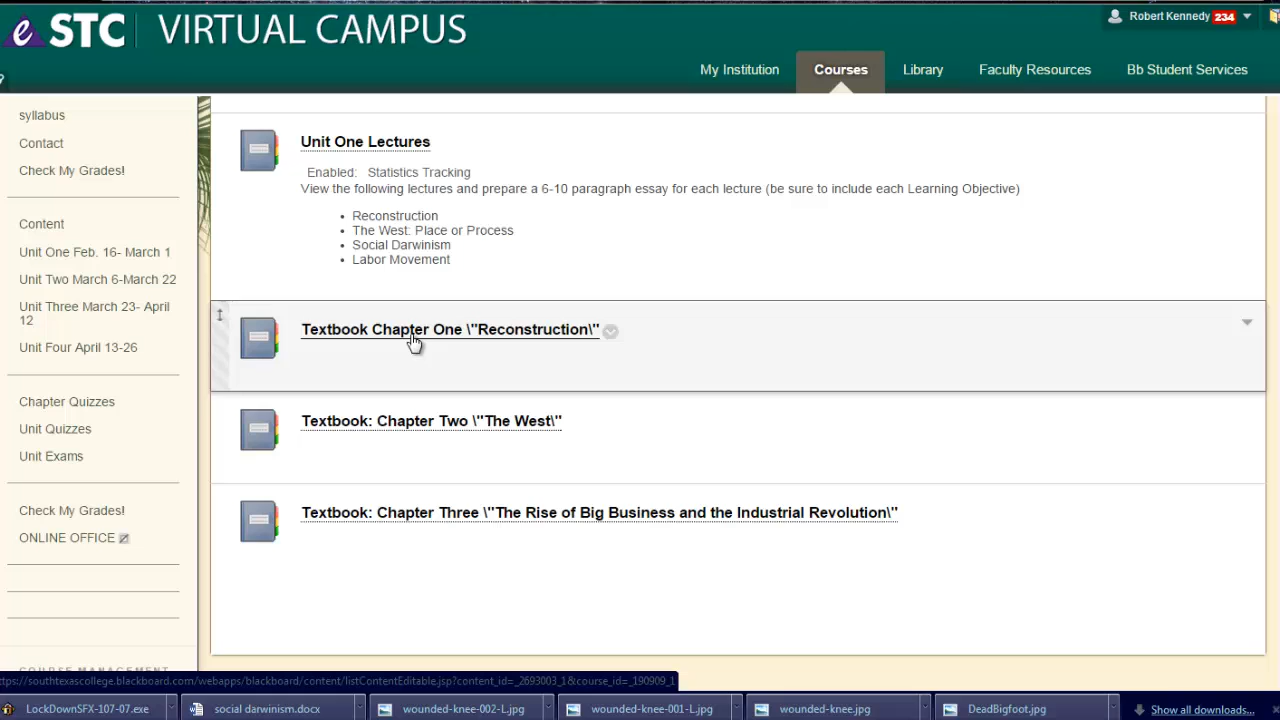 e STC VIRTUAL CAMPUS
Robert Kennedy 234
My Institution
Courses
Library
Faculty Resources
Bb Student Services
syllabus
Contact
Check My Grades!
Content
Unit One Feb. 16- March 1
Unit Two March 6-March 22
Unit Three March 23- April
12
Unit Four April 13-26
Chapter Quizzes
Unit Quizzes
Unit Exams
Check My Grades!
ONLINE OFFICE
COURSE MANAGEMENT
Unit One Lectures
Enabled: Statistics Tracking
View the following lectures and prepare a 6-10 paragraph essay for each lecture (be sure to include each Learning Objective)
• Reconstruction
• The West: Place or Process
• Social Darwinism
• Labor Movement
Textbook Chapter One \"Reconstruction\"
Textbook: Chapter Two \"The West\"
Textbook: Chapter Three \"The Rise of Big Business and the Industrial Revolution\"
ttps://southtexascollege.blackboard.com/webapps/blackboard/content/listContentEditable.jsp?content_id=_2693003_1&course_id=_190909_1
LockDownSFX-107-07.exe
social darwinism.docx
wounded-knee-002-L.jpg
wounded-knee-001-L.jpg
wounded-knee.jpg
DeadBigfoot.jpg
Show all downloads...